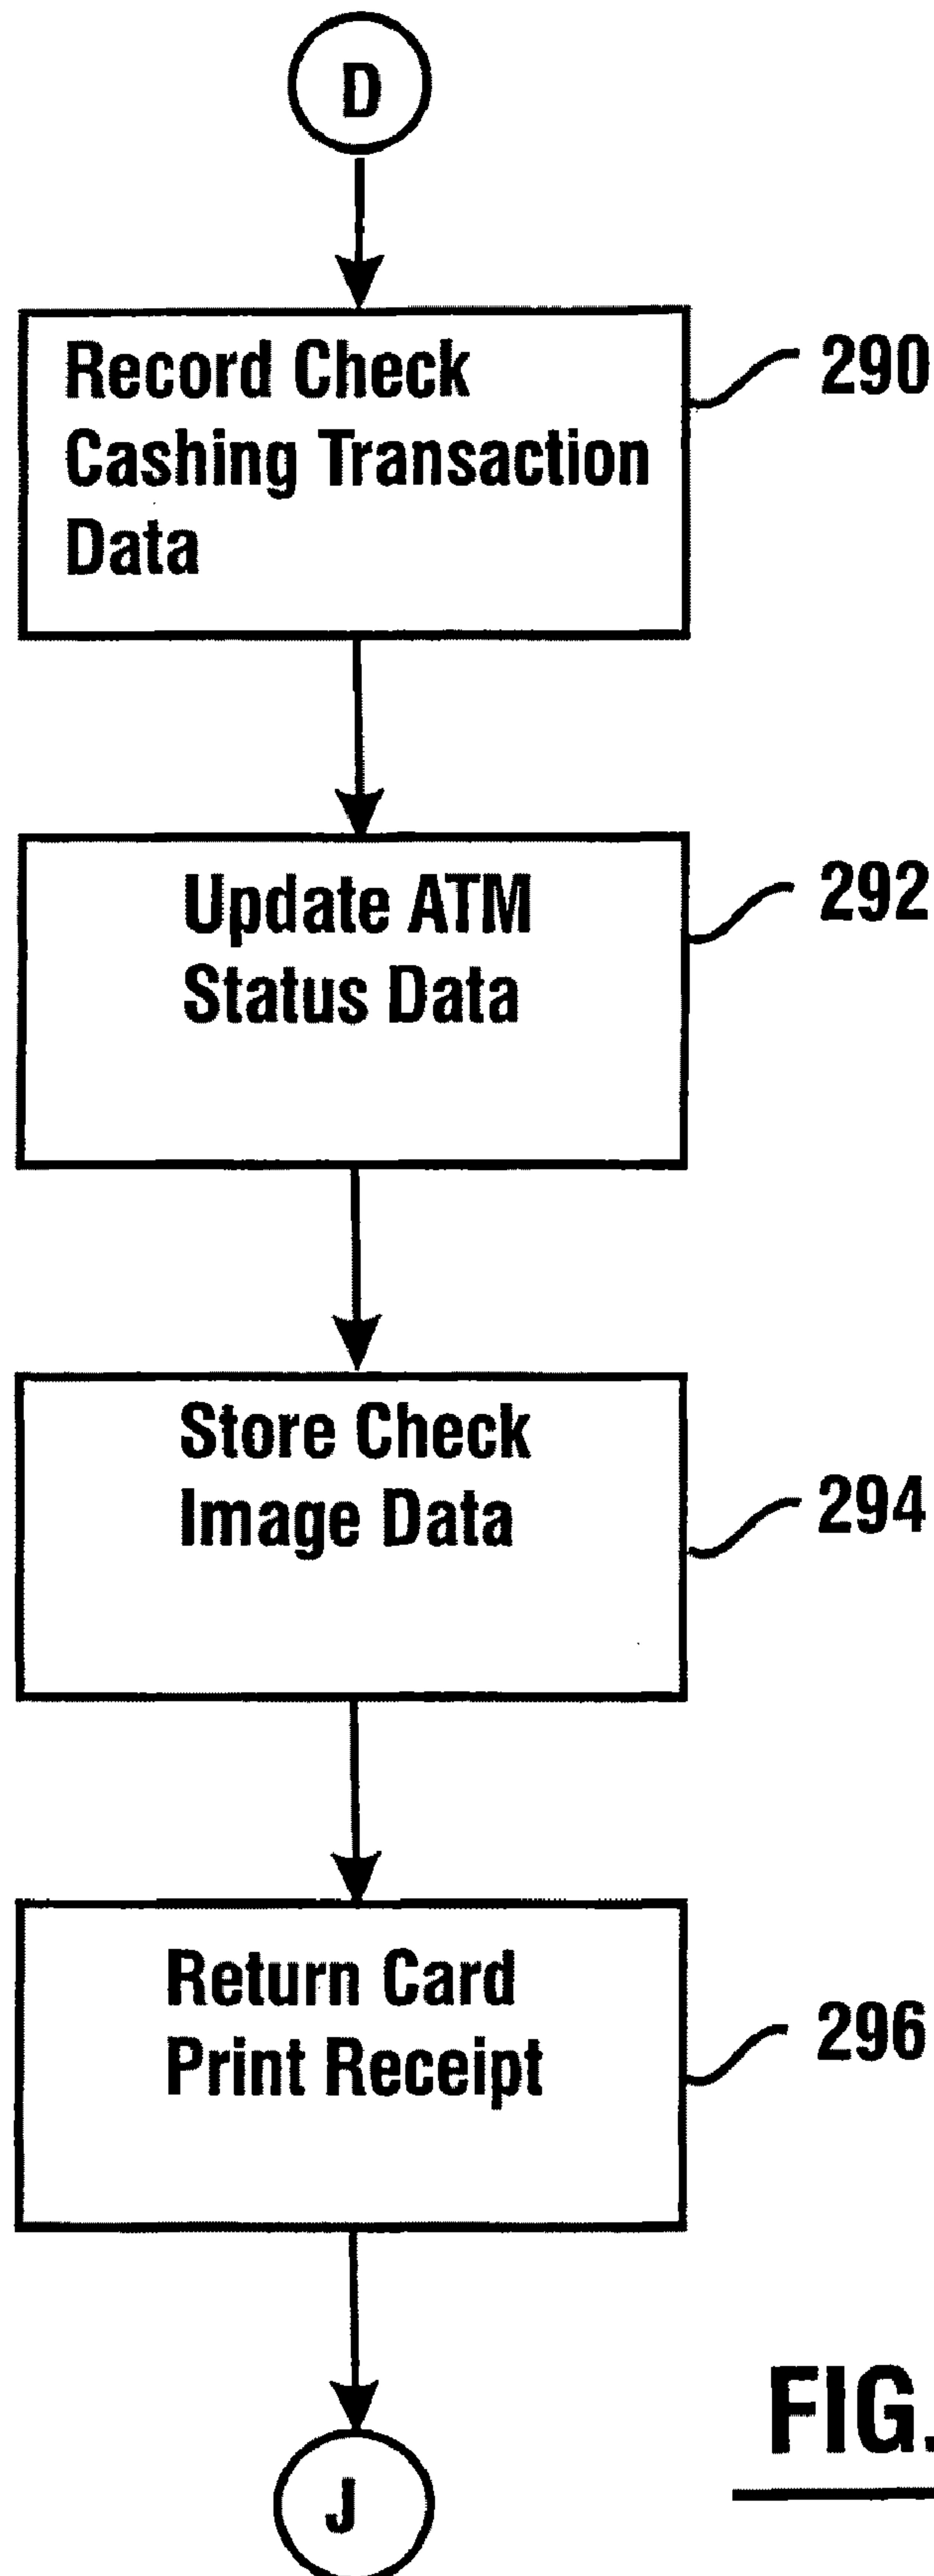 D
Record Check
Cashing Transaction
Data
290
Update ATM
Status Data
292
Store Check
Image Data
294
Return Card
Print Receipt
296
FIG.
J